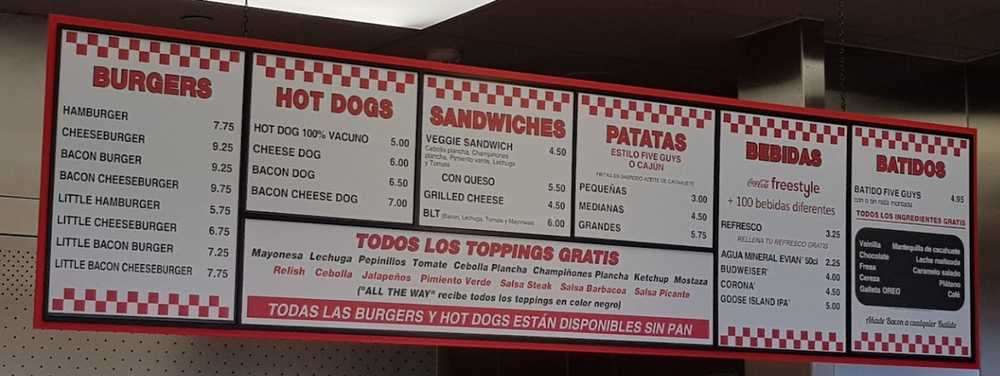 BURGERS
HAMBURGER 7.75
CHEESEBURGER 9.25
BACON BURGER 9.25
BACON CHEESEBURGER 9.75
LITTLE HAMBURGER 5.75
LITTLE CHEESEBURGER 6.75
LITTLE BACON BURGER 7.25
LITTLE BACON CHEESEBURGER 7.75
HOT DOGS
HOT DOG 100% VACUNO 5.00
CHEESE DOG 6.00
BACON DOG 6.50
BACON CHEESE DOG 7.00
SANDWICHES
VEGGIE SANDWICH 4.50
Cebolla plancha, Champiñones
plancha, Pimiento verde, Lechuga
y Tomate
CON QUESO 5.50
GRILLED CHEESE 4.50
BLT (Bacon, Lechuga, Tomate y Mayonesa) 6.00
PATATAS
ESTILO FIVE GUYS
O CAJÚN
FRITAS EN SABROSO ACEITE DE CACAHUETE
PEQUEÑAS 3.00
MEDIANAS 4.50
GRANDES 5.75
TODOS LOS TOPPINGS GRATIS
Mayonesa Lechuga Pepinillos Tomate Cebolla Plancha Champiñones Plancha Ketchup Mostaza
Relish Cebolla Jalapeños Pimiento Verde Salsa Steak Salsa Barbacoa Salsa Picante
("ALL THE WAY" recibe todos los toppings en color negro)
TODAS LAS BURGERS Y HOT DOGS ESTÁN DISPONIBLES SIN PAN
BEBIDAS
Coca-Cola freestyle
+ 100 bebidas diferentes
REFRESCO 3.25
RELLENA TU REFRESCO GRATIS
AGUA MINERAL EVIAN® 50cl 2.25
BUDWEISER® 4.00
CORONA® 4.50
GOOSE ISLAND IPA® 5.00
BATIDOS
BATIDO FIVE GUYS 4.95
con o sin nata montada
TODOS LOS INGREDIENTES GRATIS
Vainilla Mantequilla de cacahuete
Chocolate Leche malteada
Fresa Caramelo salado
Cereza Plátano
Galleta OREO® Café
Añade Bacon a cualquier Batido